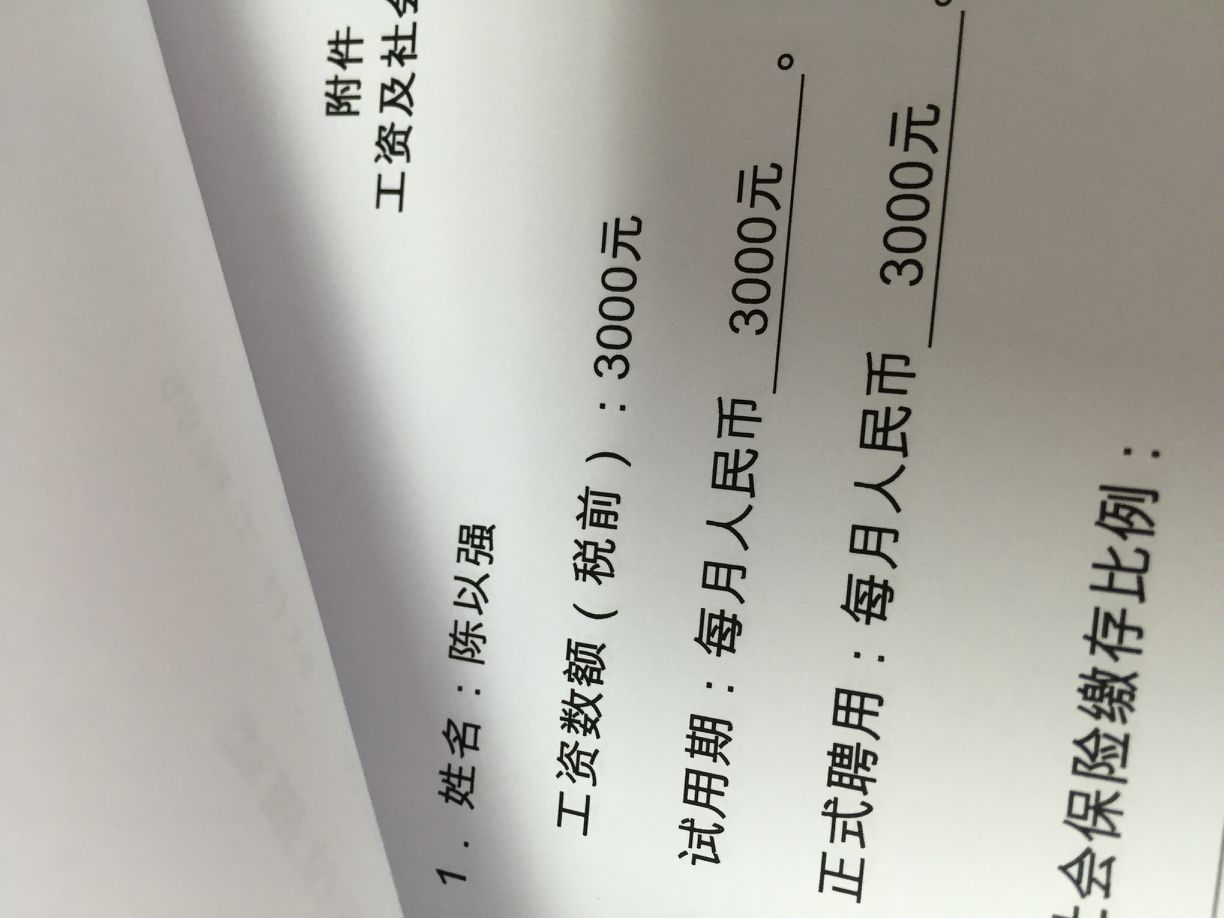 附件
工资及社会
1．姓名：陈以强
工资数额（税前）：3000元
试用期：每月人民币 3000元 。
正式聘用：每月人民币 3000元 。
社会保险缴存比例：